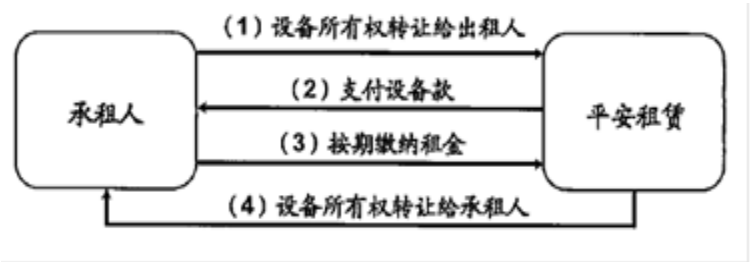 (1)设备所有权转让给出租人
(2)支付设备款
承租人
平安租赁
(3)按期缴纳租金
(4)设备所有权转让给承租人